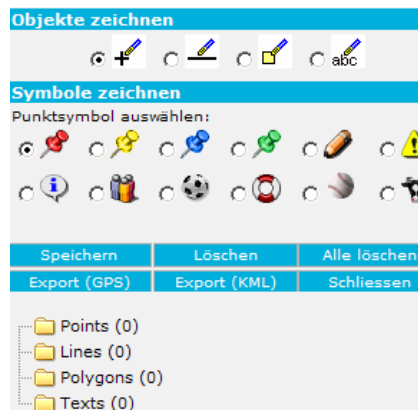 Objekte zeichnen
abc
Symbole zeichnen
Punktsymbol auswählen:
Speichern Löschen Alle löschen
Export (GPS) Export (KML) Schliessen
Points (0)
Lines (0)
Polygons (0)
Texts (0)